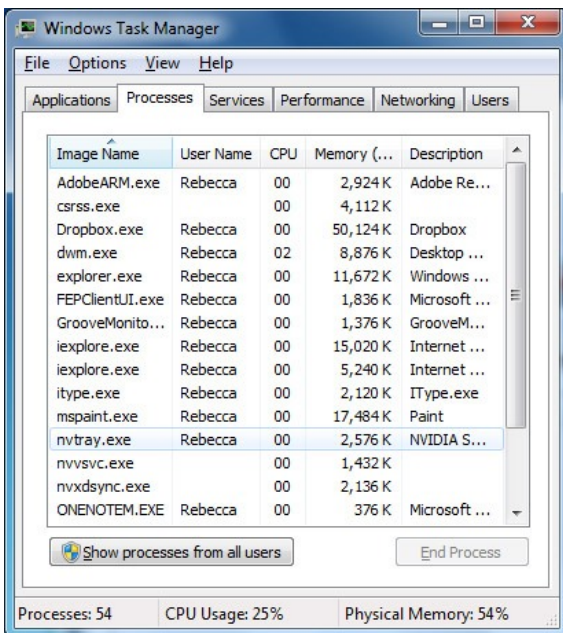 Windows Task Manager
File Options View Help
Applications Processes Services Performance Networking Users
Image Name User Name CPU Memory (... Description
AdobeARM.exe Rebecca 00 2,924 K Adobe Re...
csrss.exe 00 4,112 K
Dropbox.exe Rebecca 00 50,124 K Dropbox
dwm.exe Rebecca 02 8,876 K Desktop ...
explorer.exe Rebecca 00 11,672 K Windows ...
FEPClientUI.exe Rebecca 00 1,836 K Microsoft ...
GrooveMonito... Rebecca 00 1,376 K GrooveM...
iexplore.exe Rebecca 00 15,020 K Internet ...
iexplore.exe Rebecca 00 5,240 K Internet ...
itype.exe Rebecca 00 2,120 K IType.exe
mspaint.exe Rebecca 00 17,484 K Paint
nvtray.exe Rebecca 00 2,576 K NVIDIA S...
nvvsvc.exe 00 1,432 K
nvxdsync.exe 00 2,136 K
ONENOTEM.EXE Rebecca 00 376 K Microsoft ...
Show processes from all users End Process
Processes: 54 CPU Usage: 25% Physical Memory: 54%